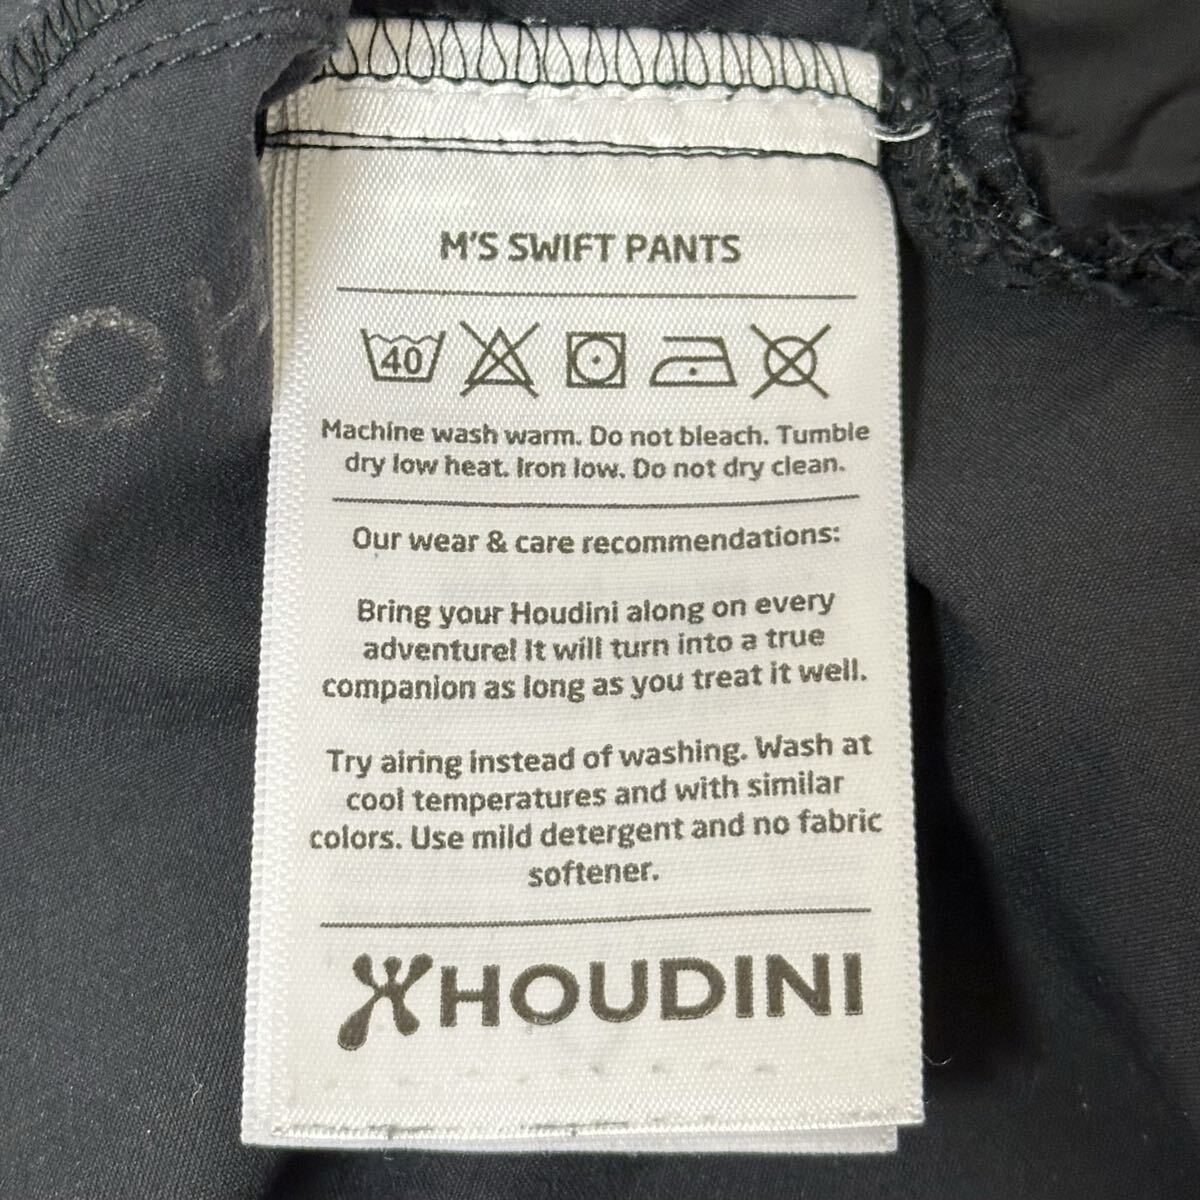 M'S SWIFT PANTS
40
Machine wash warm. Do not bleach. Tumble
dry low heat. Iron low. Do not dry clean.
Our wear & care recommendations:
Bring your Houdini along on every
adventure! It will turn into a true
companion as long as you treat it well.
Try airing instead of washing. Wash at
cool temperatures and with similar
colors. Use mild detergent and no fabric
softener.
HOUDINI